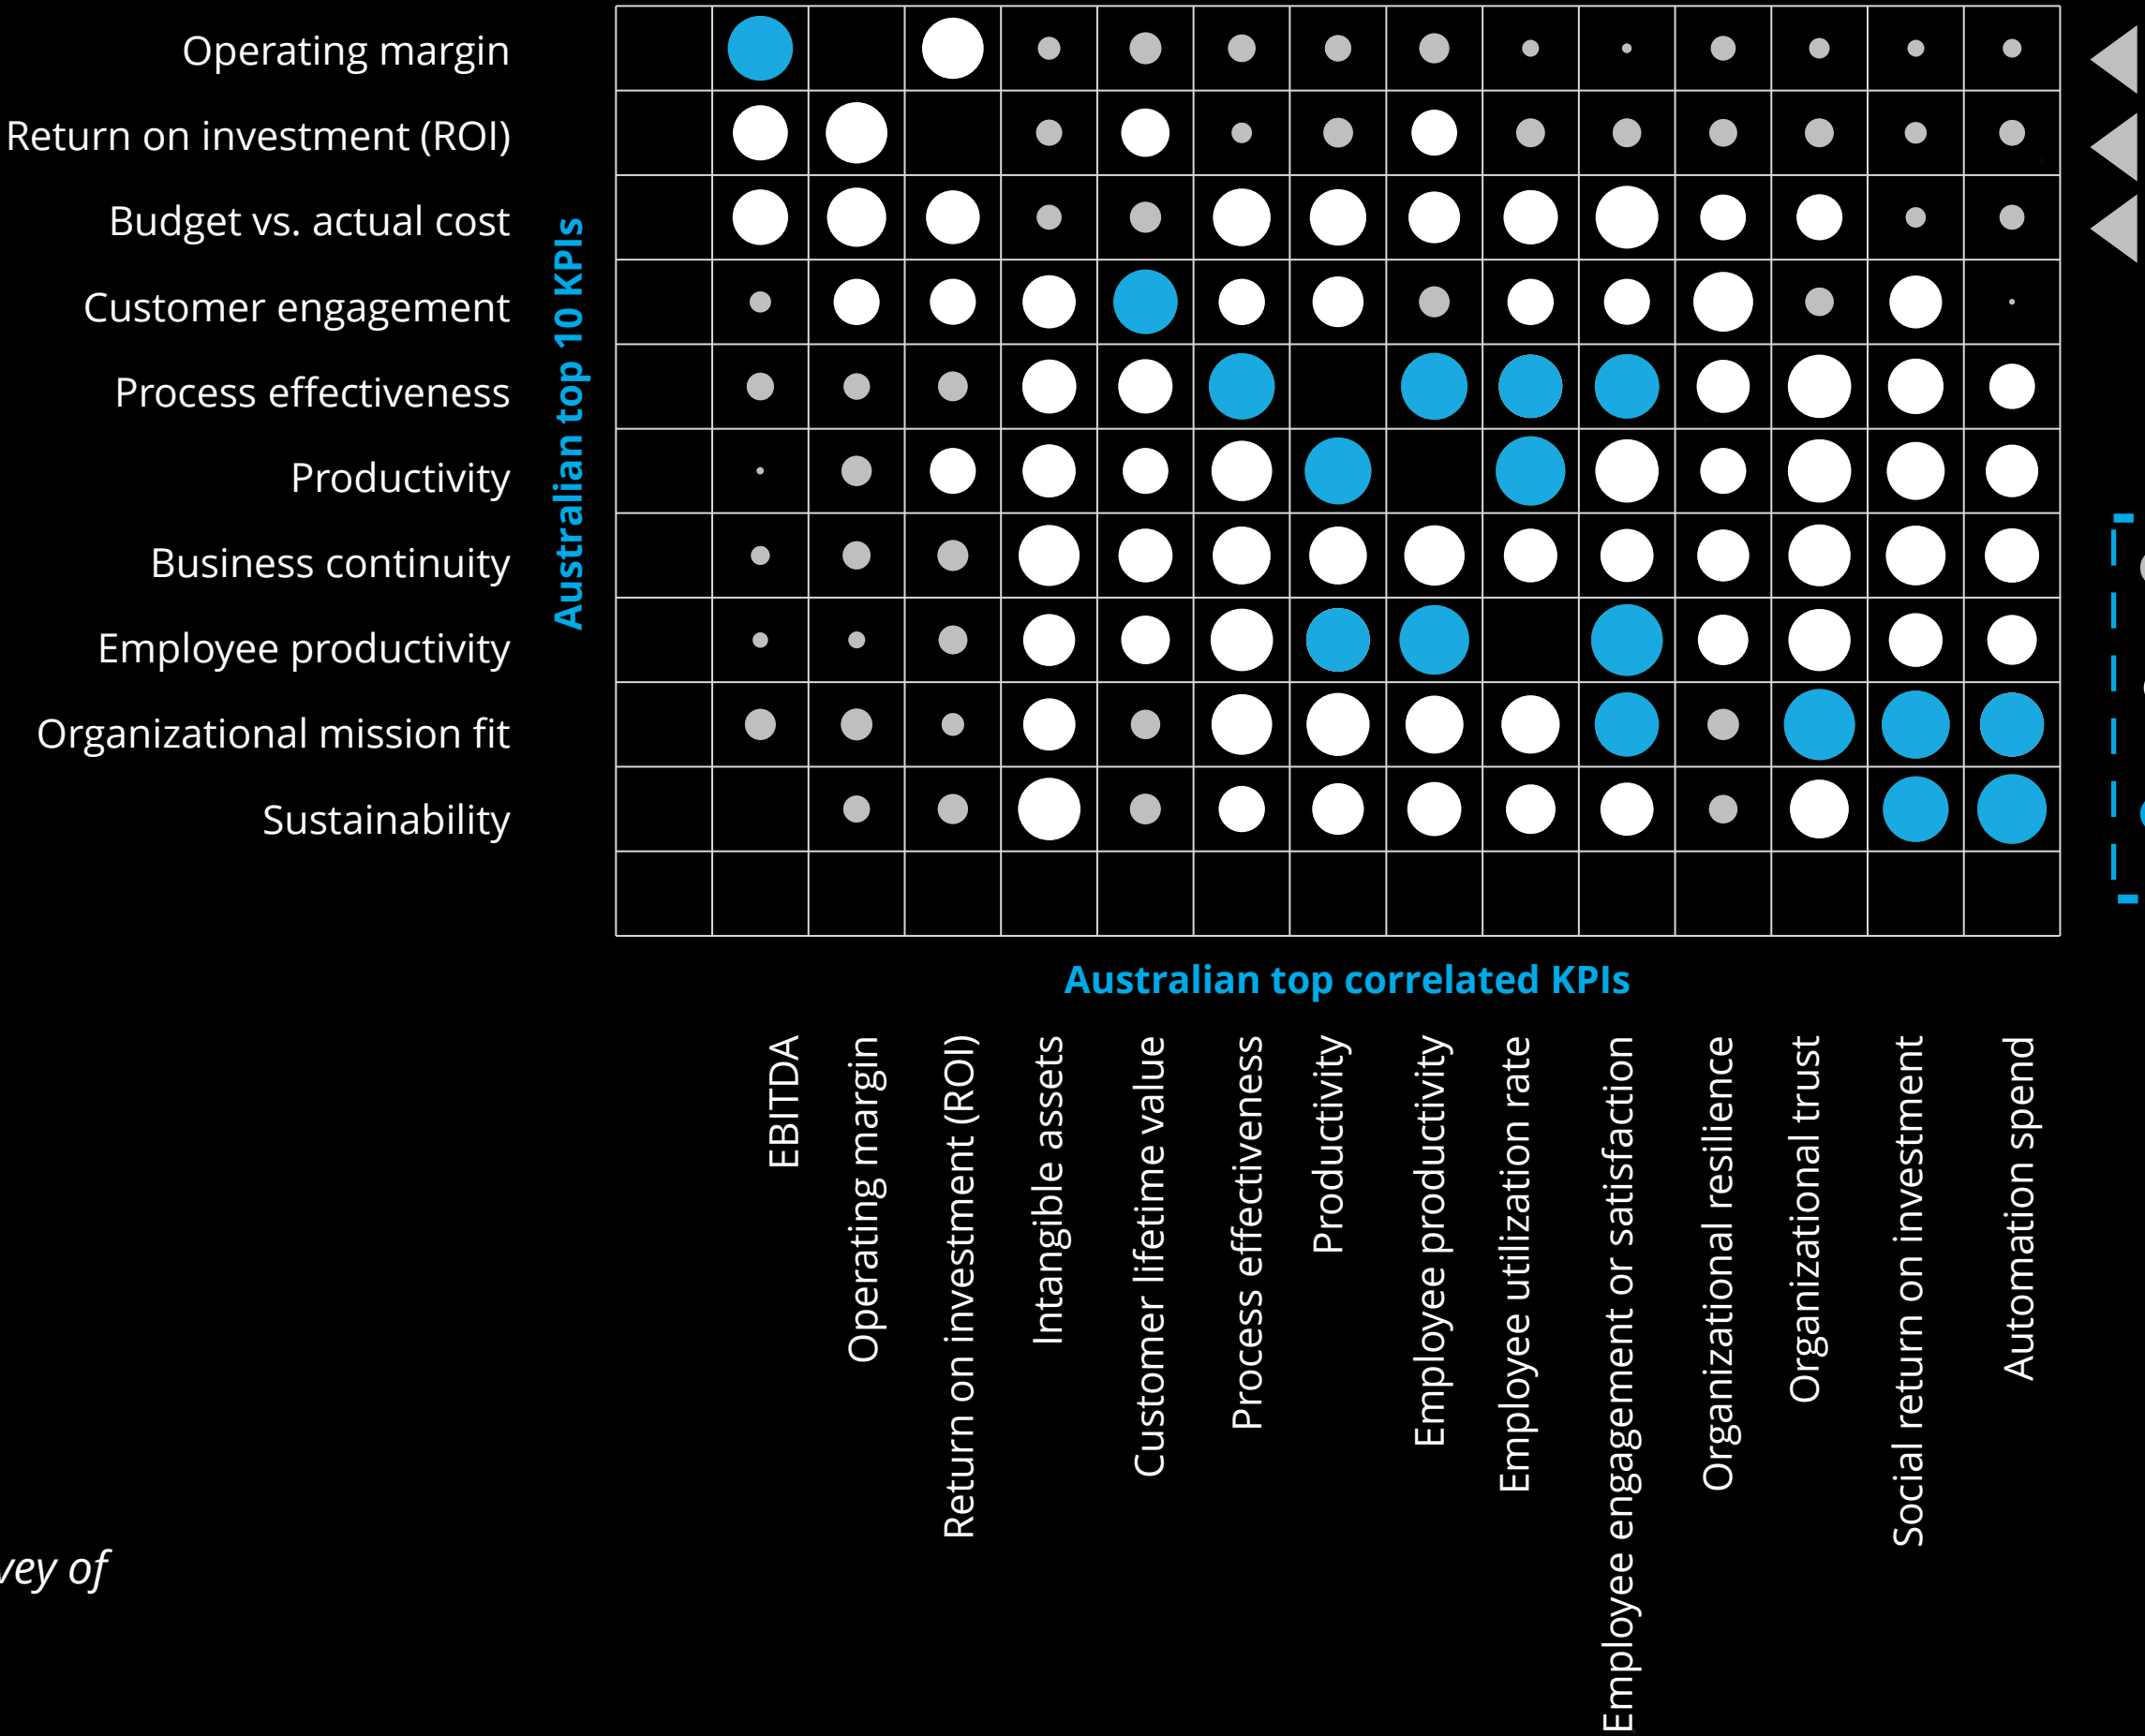 Operating margin
Return on investment (ROI)
Budget vs. actual cost
Customer engagement
Process effectiveness
Productivity
Business continuity
Employee productivity
Organizational mission fit
Sustainability
Australian top 10 KPIs
Australian top correlated KPIs
EBITDA
Operating margin
Return on investment (ROI)
Intangible assets
Customer lifetime value
Process effectiveness
Productivity
Employee productivity
Employee utilization rate
Employee engagement or satisfaction
Organizational resilience
Organizational trust
Social return on investment
Automation spend
vey of